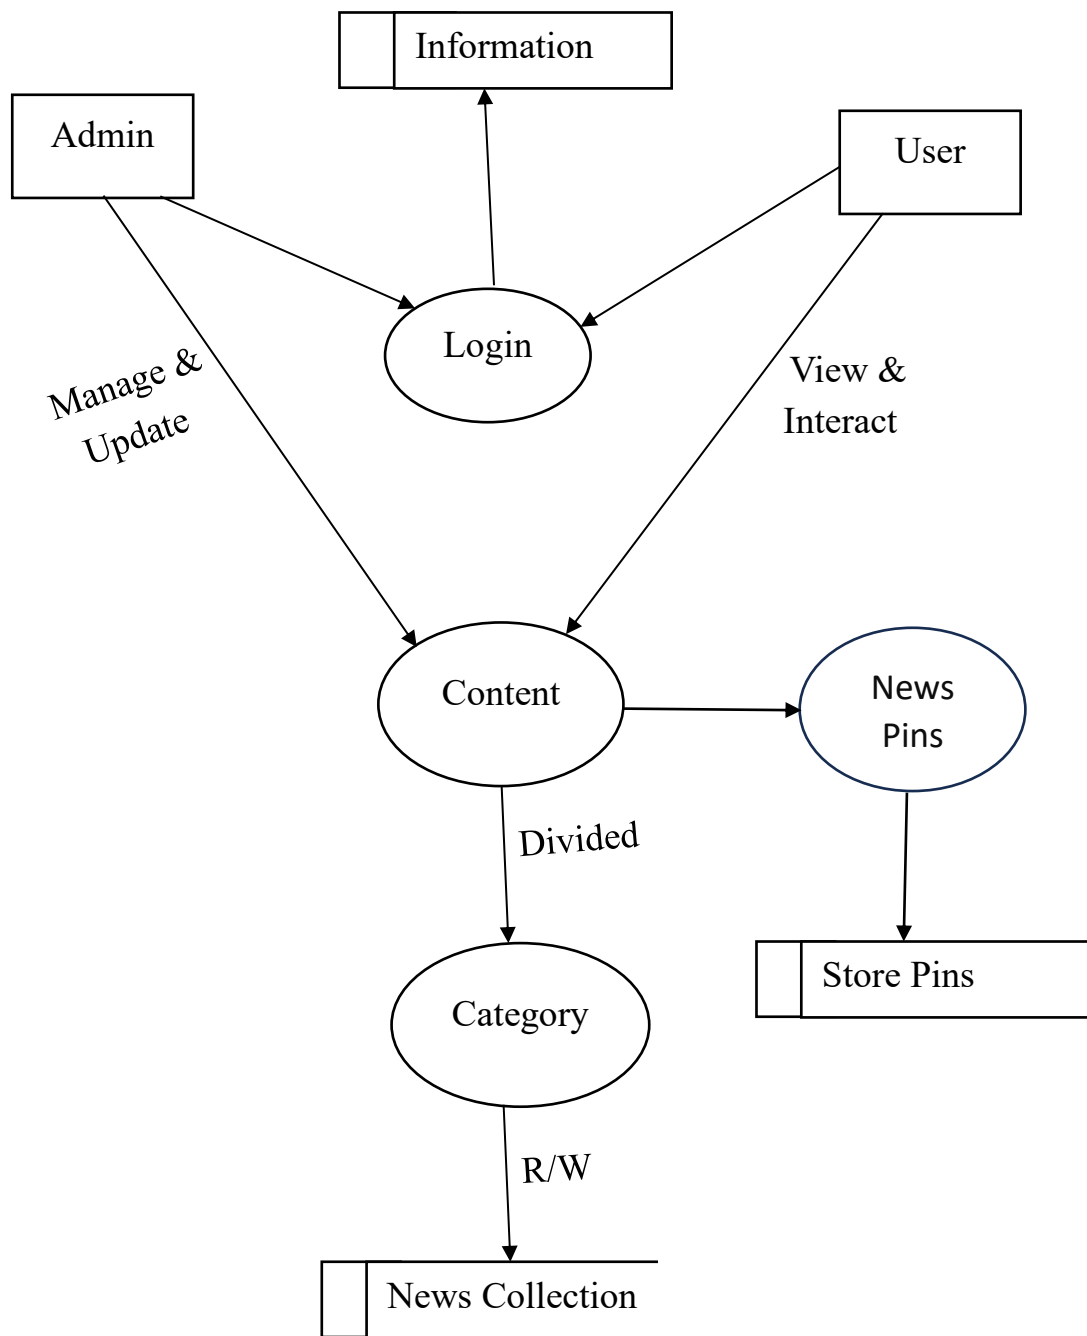 Information
Admin
User
Login
Manage &
Update
View &
Interact
Content
News
Pins
Divided
Store Pins
Category
R/W
News Collection